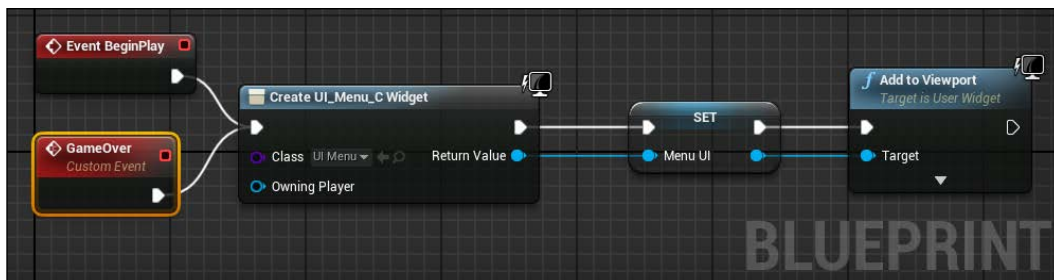 Event BeginPlay
GameOver
Custom Event
Create UI_Menu_C Widget
Class UI Menu Return Value
Owning Player
SET
Menu UI
Add to Viewport
Target is User Widget
Target
BLUEPRINT